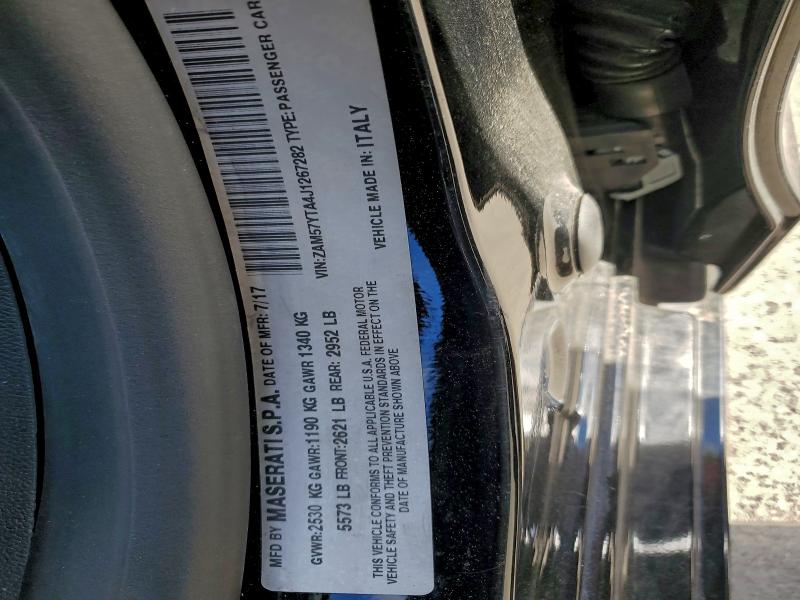 MFD BY MASERATI S.P.A. DATE OF MFR: 7/17
GVWR:2530 KG GAWR:1190 KG GAWR 1340 KG
5573 LB FRONT:2621 LB REAR: 2952 LB
VIN:ZAM57YTA4J1267282 TYPE:PASSENGER CAR
THIS VEHICLE CONFORMS TO ALL APPLICABLE U.S.A. FEDERAL MOTOR
VEHICLE SAFETY AND THEFT PREVENTION STANDARDS IN EFFECT ON THE
DATE OF MANUFACTURE SHOWN ABOVE
VEHICLE MADE IN: ITALY